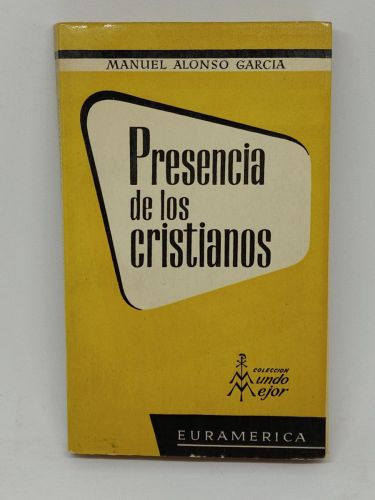 MANUEL ALONSO GARCIA
Presencia
de los
cristianos
COLECCION
Mundo
Mejor
EURAMERICA